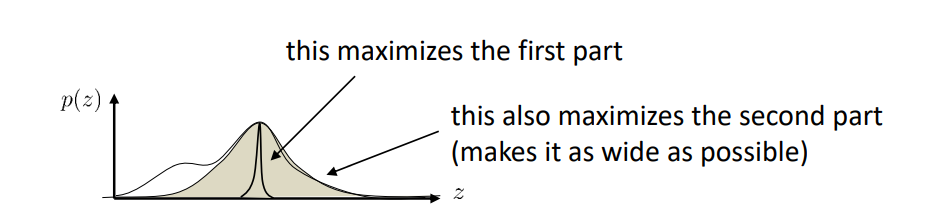 this maximizes the first part
p(z)
this also maximizes the second part
(makes it as wide as possible)
z